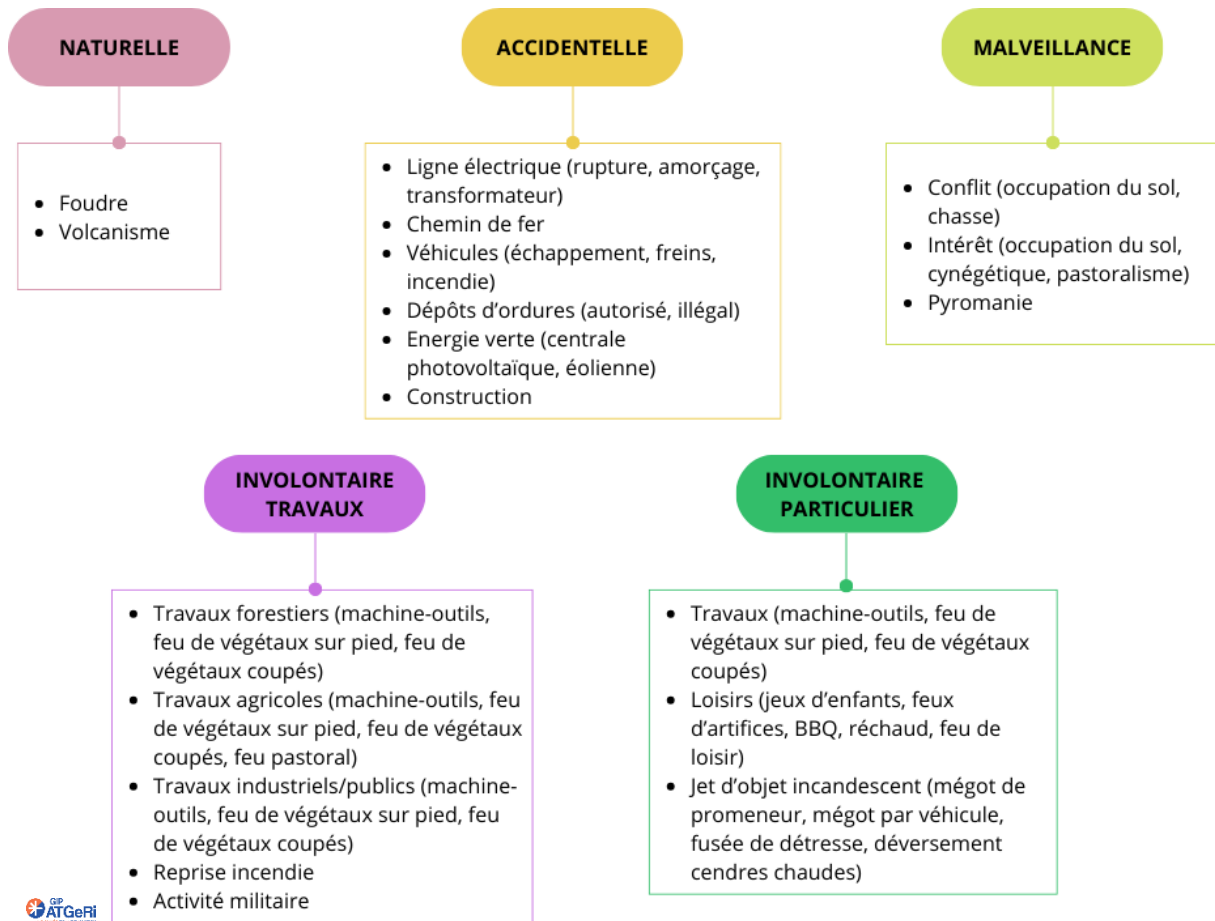 NATURELLE
• Foudre
• Volcanisme
ACCIDENTELLE
• Ligne électrique (rupture, amorçage,
transformateur)
• Chemin de fer
• Véhicules (échappement, freins,
incendie)
• Dépôts d'ordures (autorisé, illégal)
• Energie verte (centrale
photovoltaïque, éolienne)
• Construction
MALVEILLANCE
• Conflit (occupation du sol,
chasse)
• Intérêt (occupation du sol,
cynégétique, pastoralisme)
• Pyromanie
INVOLONTAIRE
TRAVAUX
• Travaux forestiers (machine-outils,
feu de végétaux sur pied, feu de
végétaux coupés)
• Travaux agricoles (machine-outils, feu
de végétaux sur pied, feu de végétaux
coupés, feu pastoral)
• Travaux industriels/publics (machine-
outils, feu de végétaux sur pied, feu
de végétaux coupés)
• Reprise incendie
• Activité militaire
INVOLONTAIRE
PARTICULIER
• Travaux (machine-outils, feu de
végétaux sur pied, feu de végétaux
coupés)
• Loisirs (jeux d'enfants, feux
d'artifices, BBQ, réchaud, feu de
loisir)
• Jet d'objet incandescent (mégot de
promeneur, mégot par véhicule,
fusée de détresse, déversement
cendres chaudes)
GIP
ATGeRi